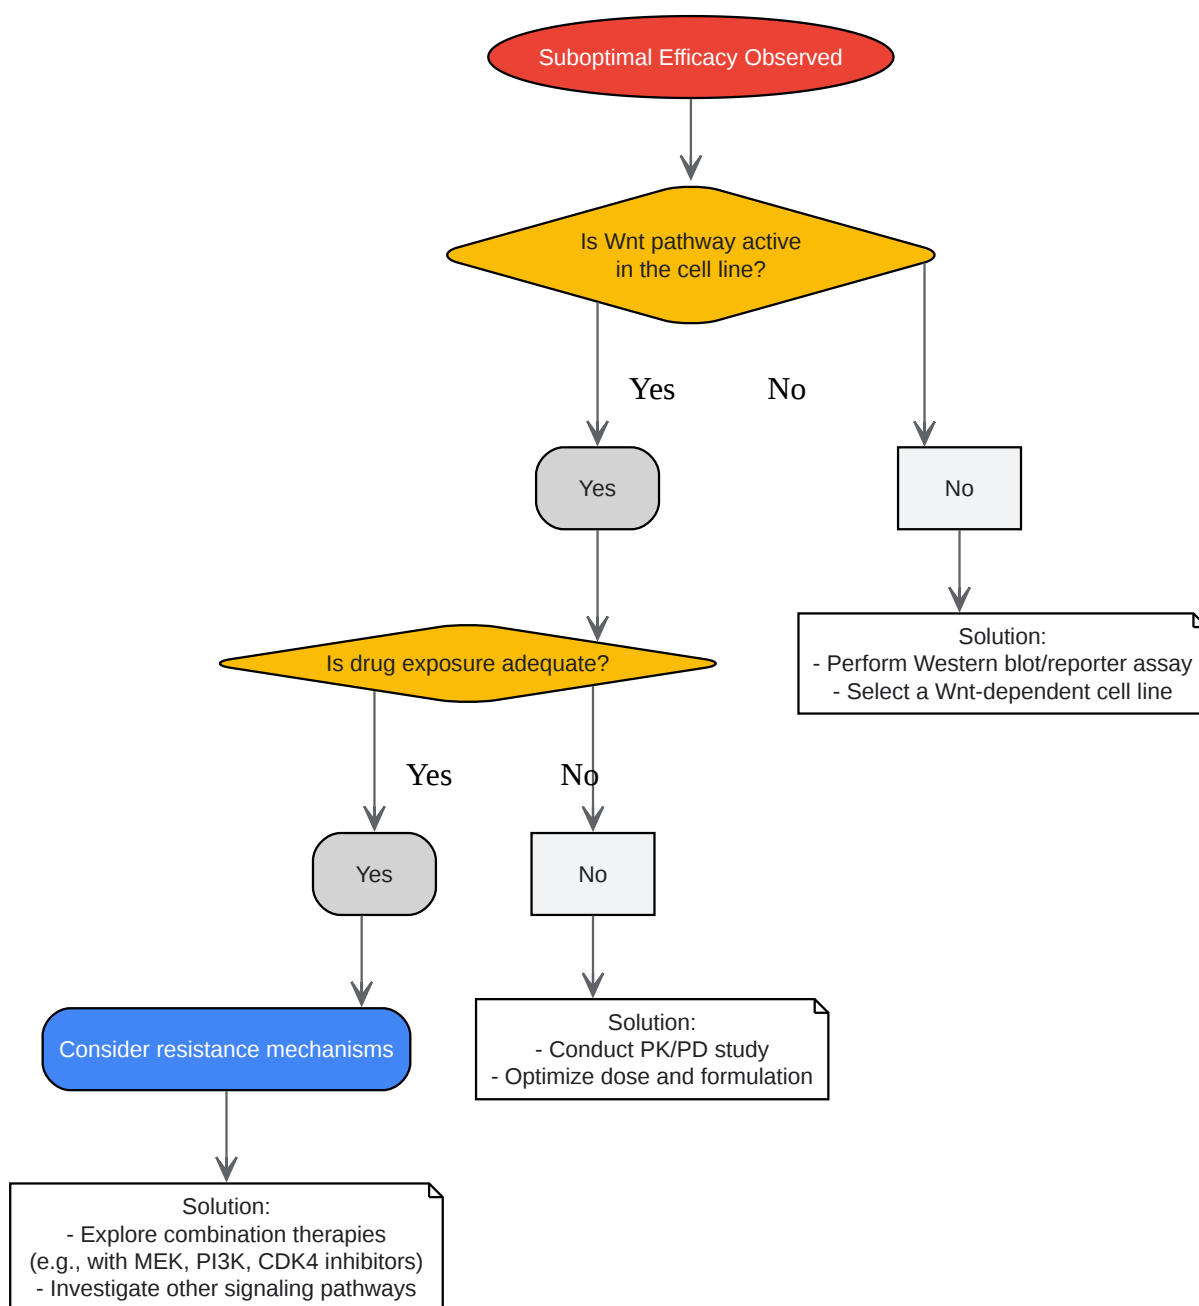 Suboptimal Efficacy Observed
Is Wnt pathway active
in the cell line?
Yes
No
Yes
No
Solution:
- Perform Western blot/reporter assay
- Select a Wnt-dependent cell line
Is drug exposure adequate?
Yes
No
Yes
No
Consider resistance mechanisms
Solution:
- Conduct PK/PD study
- Optimize dose and formulation
Solution:
- Explore combination therapies
(e.g., with MEK, PI3K, CDK4 inhibitors)
- Investigate other signaling pathways